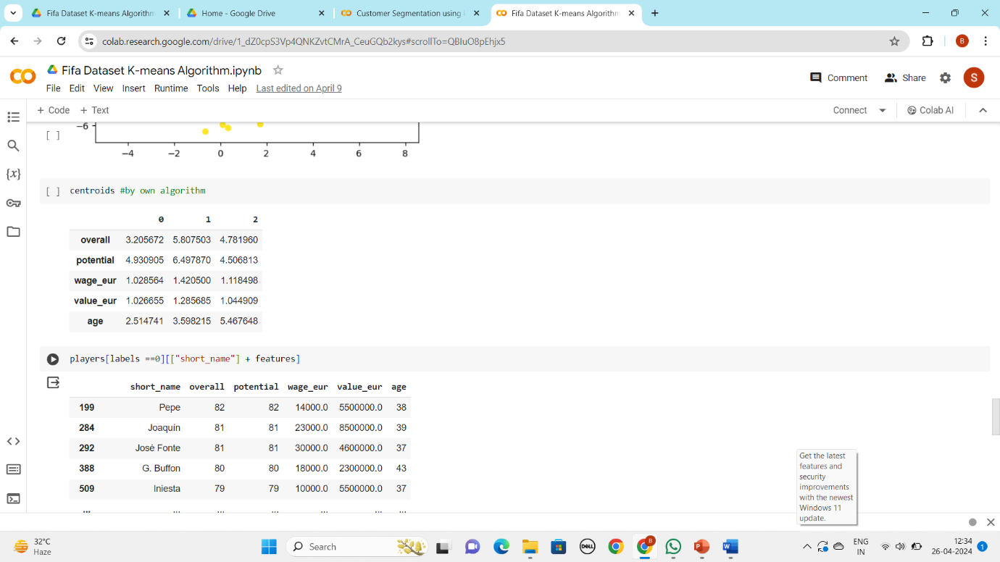 Fifa Dataset K-means Algorithm
Home - Google Drive
Customer Segmentation using
Fifa Dataset K-means Algorithm
colab.research.google.com/drive/1_dZ0cpS3Vp4QNKZvtCMrA_CeuGQb2kys#scrollTo=QBIuO8pEhjx5
B
Fifa Dataset K-means Algorithm.ipynb
Comment Share S
File Edit View Insert Runtime Tools Help Last edited on April 9
+ Code + Text Connect Colab AI
−6
[ ]
−4 −2 0 2 4 6 8
{x}
[ ] centroids #by own algorithm
0 1 2
overall 3.205672 5.807503 4.781960
potential 4.930905 6.497870 4.506813
wage_eur 1.028564 1.420500 1.118498
value_eur 1.026655 1.285685 1.044909
age 2.514741 3.598215 5.467648
players[labels ==0][["short_name"] + features]
short_name overall potential wage_eur value_eur age
199 Pepe 82 82 14000.0 5500000.0 38
284 Joaquín 81 81 23000.0 8500000.0 39
292 José Fonte 81 81 30000.0 4600000.0 37
388 G. Buffon 80 80 18000.0 2300000.0 43
509 Iniesta 79 79 10000.0 5500000.0 37
... ... ... ... ... ... ...
Get the latest
features and
security
improvements
with the newest
Windows 11
update.
32°C
Haze
Search
DELL
B
P
W
ENG
IN
12:34
26-04-2024
1